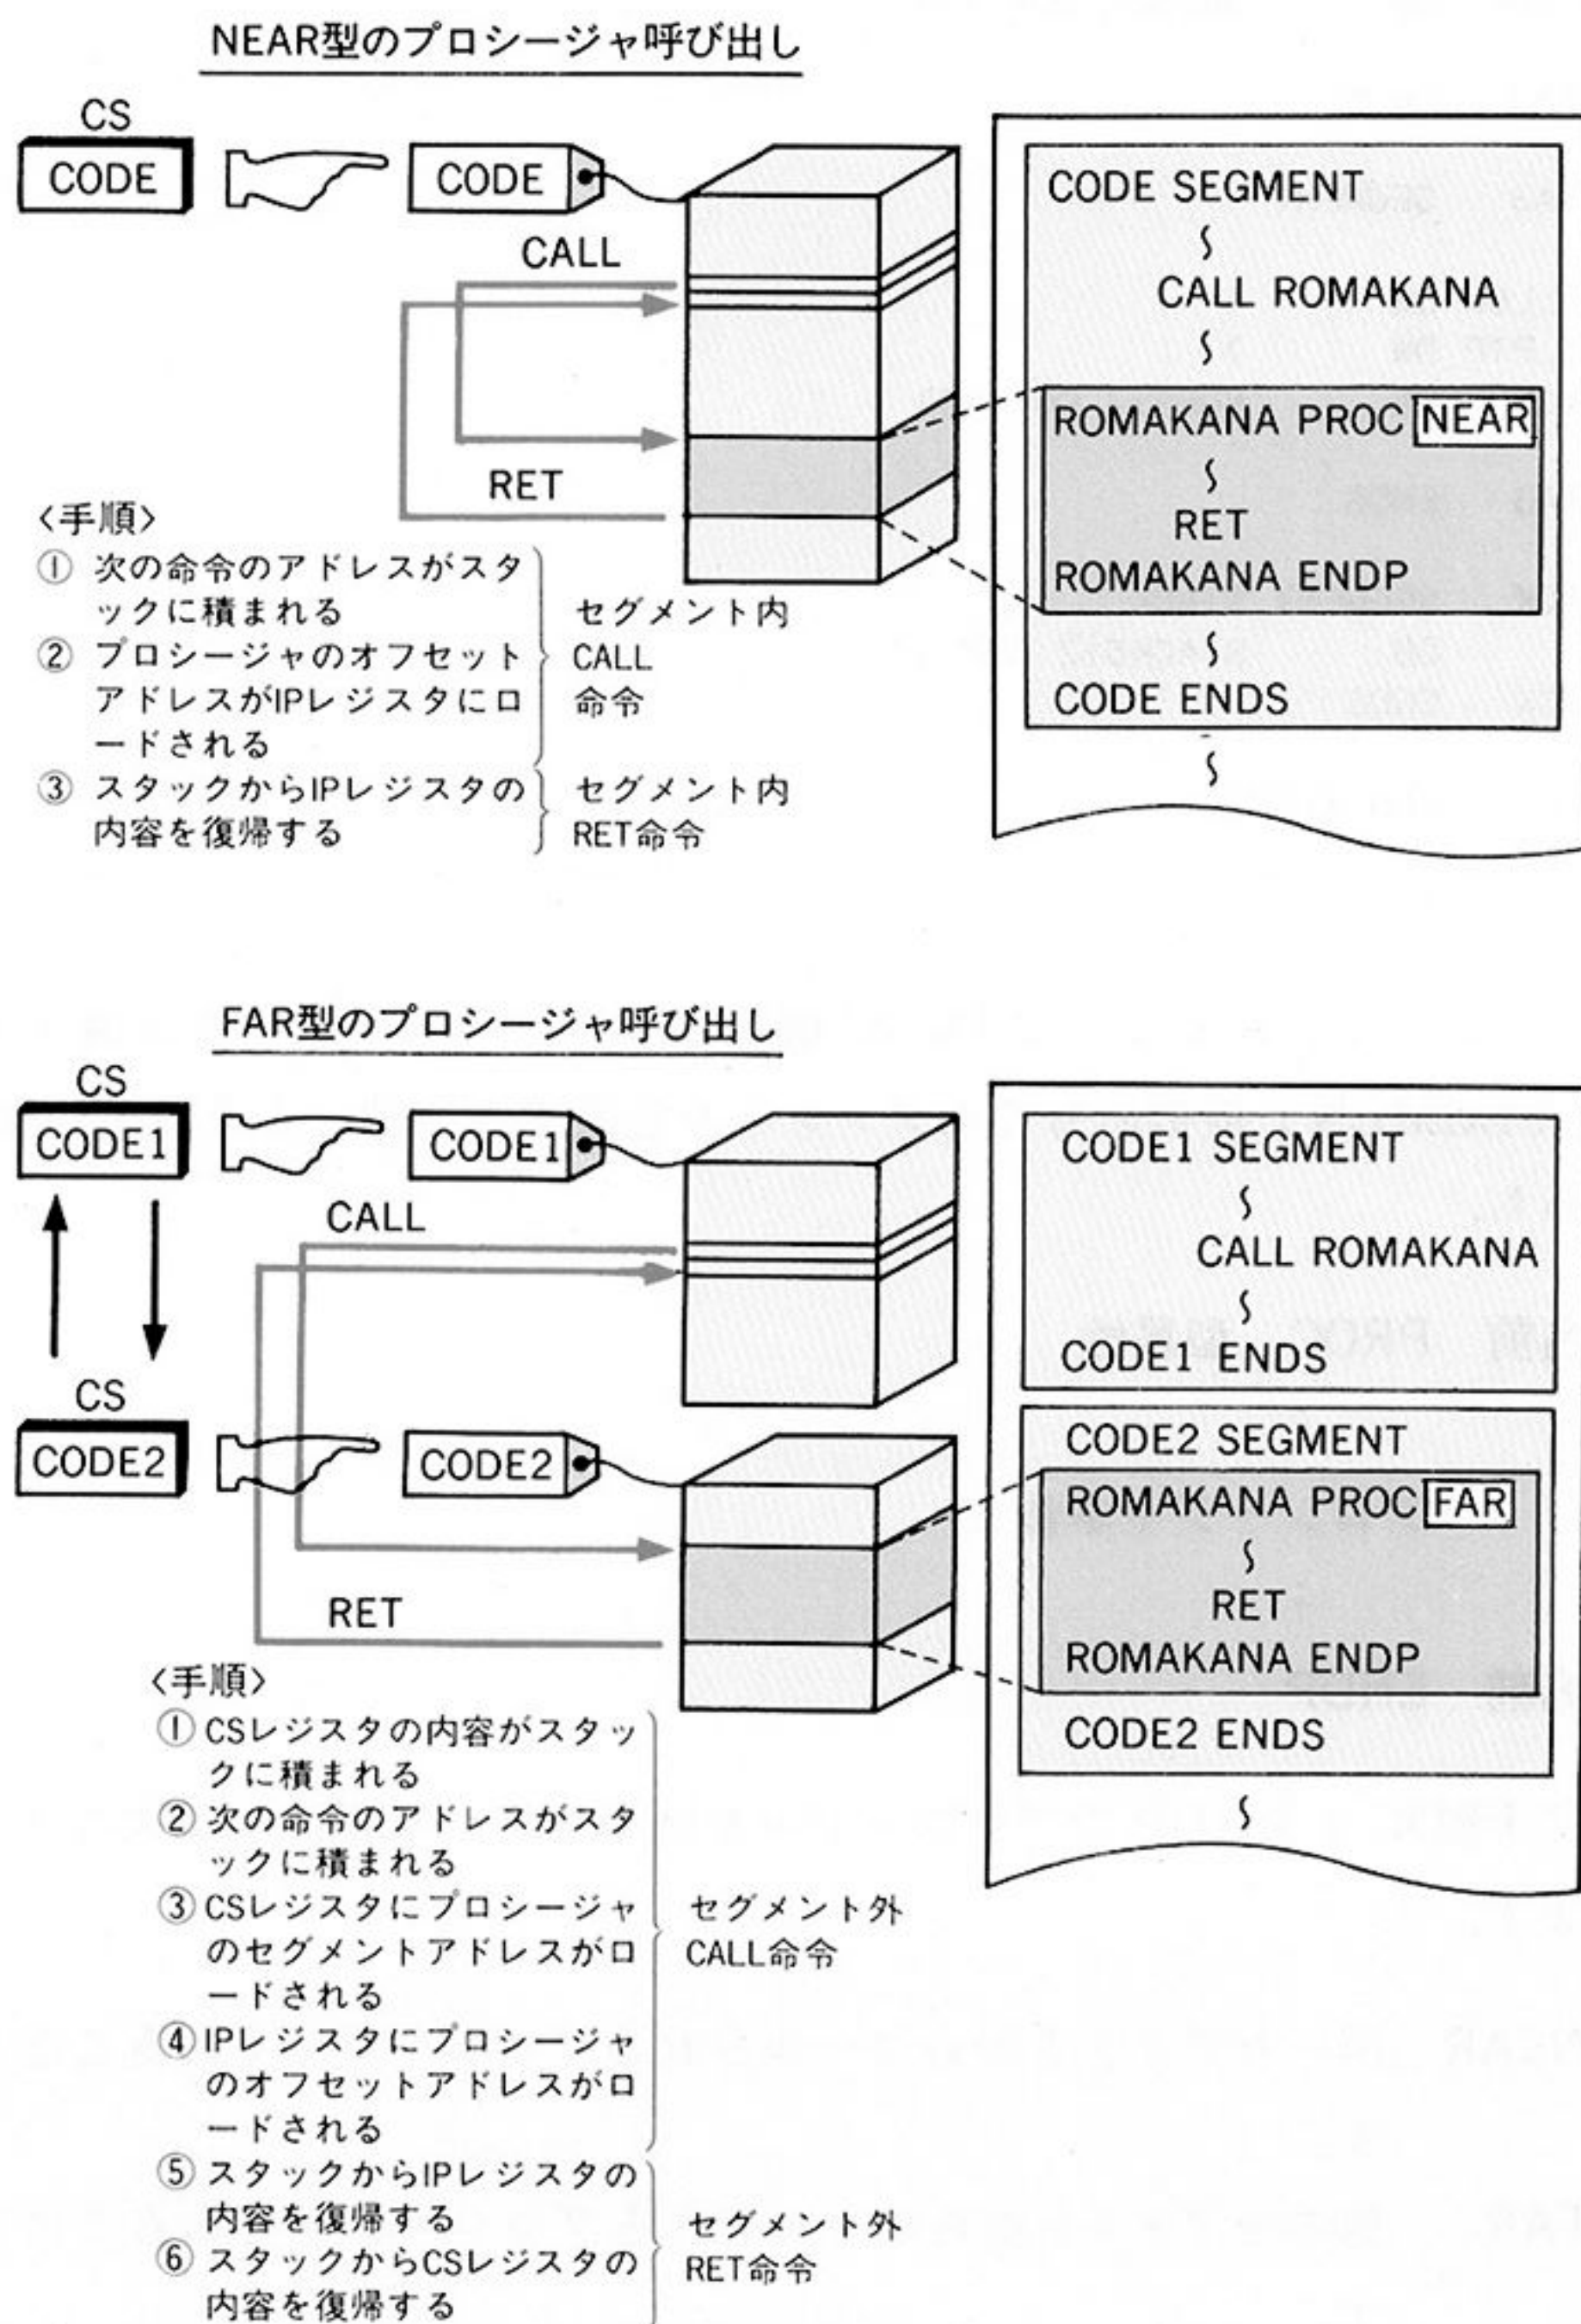 NEAR型のプロシージャ呼び出し
CS
CODE
CODE
CALL
RET
〈手順〉
① 次の命令のアドレスがスタ
ックに積まれる
② プロシージャのオフセット
アドレスがIPレジスタにロ
ードされる
セグメント内
CALL
命令
③ スタックからIPレジスタの
内容を復帰する
セグメント内
RET命令
CODE SEGMENT
CALL ROMAKANA
ROMAKANA PROC NEAR
RET
ROMAKANA ENDP
CODE ENDS
FAR型のプロシージャ呼び出し
CS
CODE1
CODE1
CALL
CS
CODE2
CODE2
RET
CODE1 SEGMENT
CALL ROMAKANA
CODE1 ENDS
CODE2 SEGMENT
ROMAKANA PROC FAR
RET
ROMAKANA ENDP
CODE2 ENDS
〈手順〉
① CSレジスタの内容がスタッ
クに積まれる
② 次の命令のアドレスがスタ
ックに積まれる
③ CSレジスタにプロシージャ
のセグメントアドレスがロ
ードされる
④ IPレジスタにプロシージャ
のオフセットアドレスがロ
ードされる
セグメント外
CALL命令
⑤ スタックからIPレジスタの
内容を復帰する
⑥ スタックからCSレジスタの
内容を復帰する
セグメント外
RET命令